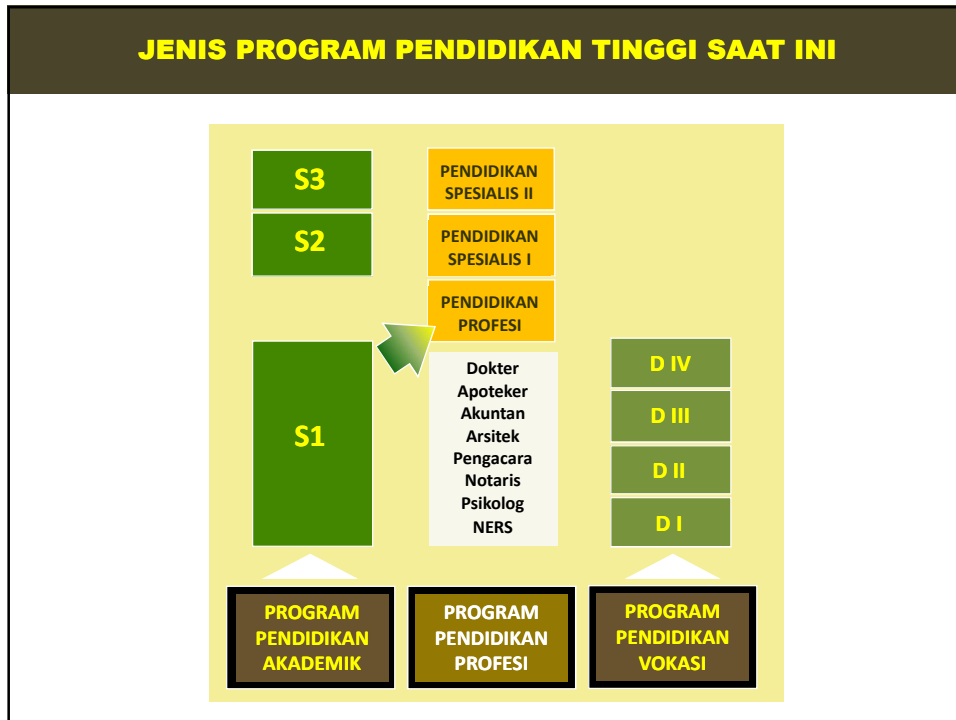 JENIS PROGRAM PENDIDIKAN TINGGI SAAT INI
S3
S2
S1
PENDIDIKAN
SPESIALIS II
PENDIDIKAN
SPESIALIS I
PENDIDIKAN
PROFESI
Dokter
Apoteker
Akuntan
Arsitek
Pengacara
Notaris
Psikolog
NERS
D IV
D III
D II
D I
PROGRAM
PENDIDIKAN
AKADEMIK
PROGRAM
PENDIDIKAN
PROFESI
PROGRAM
PENDIDIKAN
VOKASI